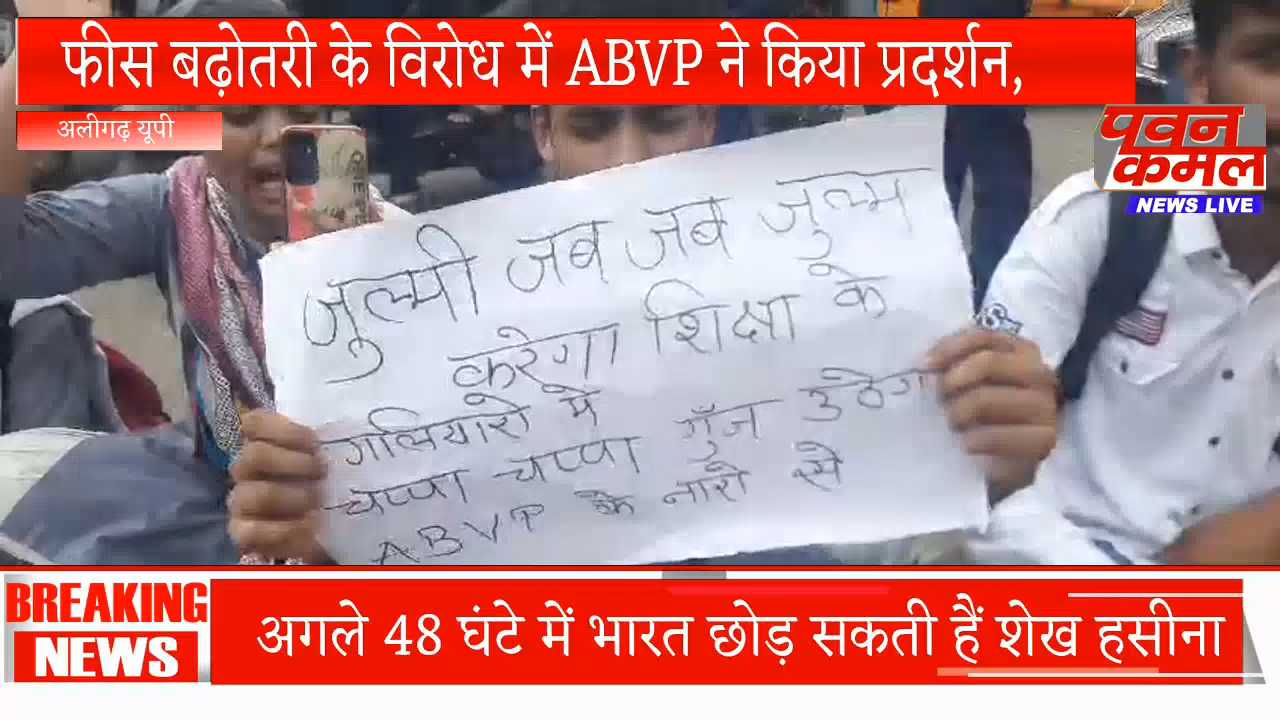 फीस बढ़ोतरी के विरोध में ABVP ने किया प्रदर्शन,
अलीगढ़ यूपी
पवन
कमल
NEWS LIVE
जुल्मी जब जब जुल्म
करेगा शिक्षा के
गलियारो मे
चप्पा चप्पा गुँज उठेगा
ABVP के नारो से
BREAKING
NEWS
अगले 48 घंटे में भारत छोड़ सकती हैं शेख हसीना